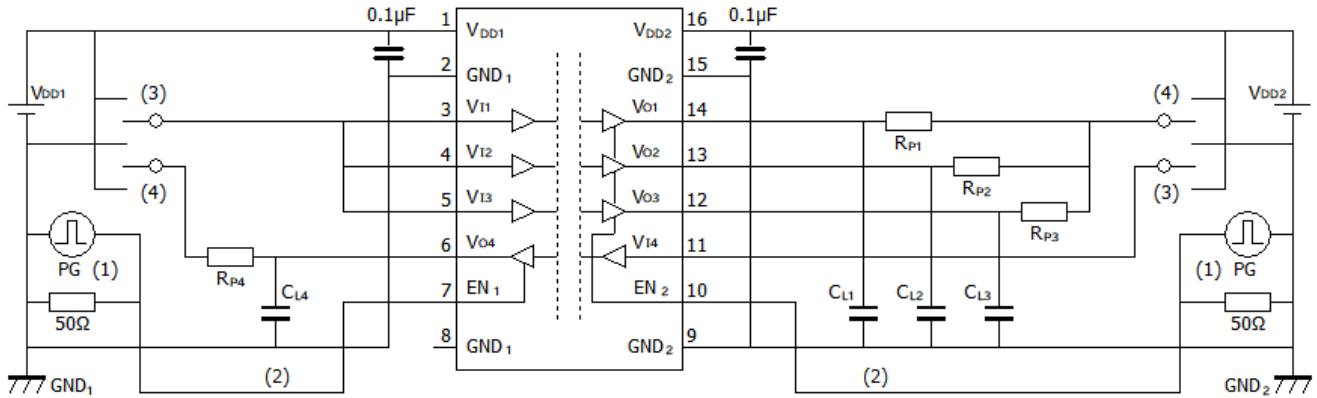 0.1µF 1 16 0.1µF
VDD1 VDD2
2 15
GND1 GND2
VDD1 (3) (4) VDD2
3 VI1 VO1 14
RP1
4 VI2 VO2 13
(4) RP2 (3)
5 VI3 VO3 12
RP3
6 VO4 VI4 11
PG (1) RP4 (1) PG
7 EN1 EN2 10
CL4 CL1 CL2 CL3
50Ω 50Ω
8 GND1 GND2 9
GND1 (2) (2) GND2